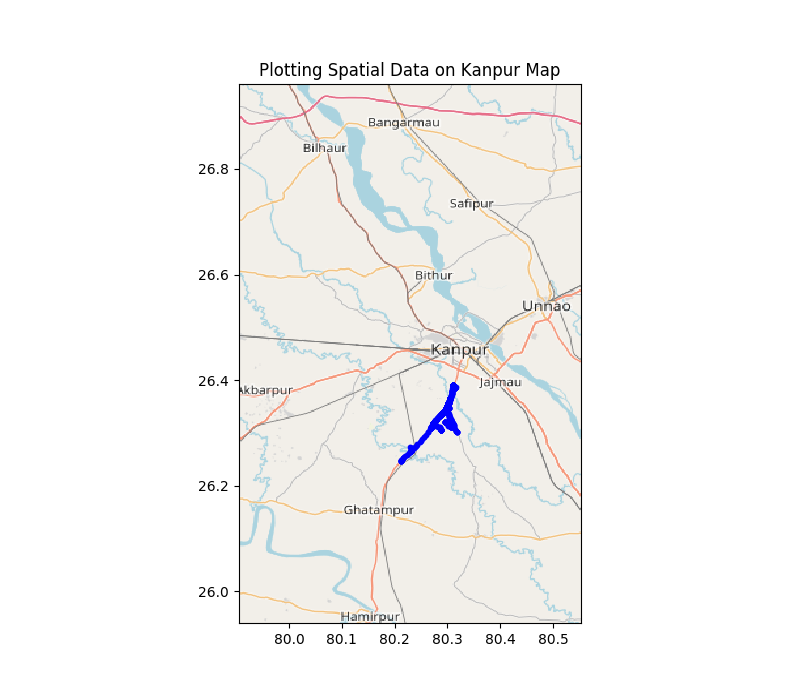 Plotting Spatial Data on Kanpur Map
Bangarmau
Bilhaur
26.8
Safipur
Bithur
26.6
Unnao
Kanpur
26.4
Jajmau
Akbarpur
26.2
Ghatampur
26.0
Hamirpur
80.0 80.1 80.2 80.3 80.4 80.5